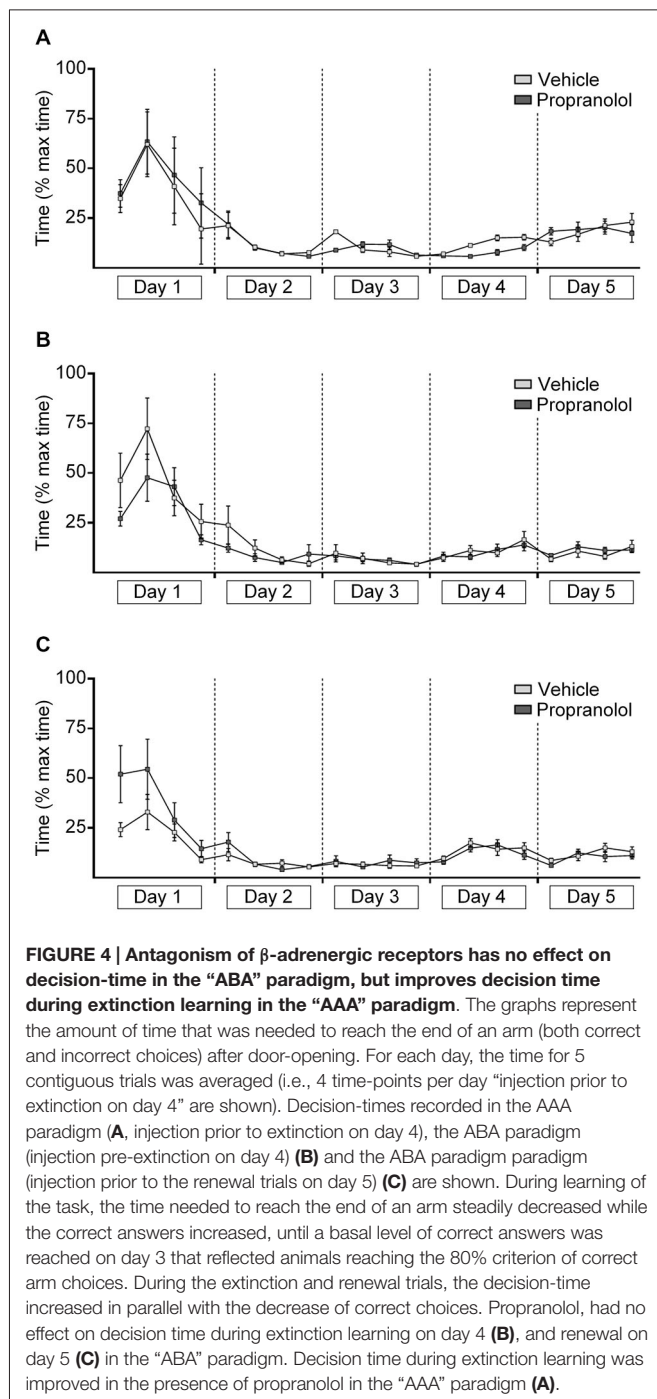 A
100
75
50
25
Time (% max time)
Vehicle
Propranolol
Day 1 Day 2 Day 3 Day 4 Day 5
B
100
75
50
25
Time (% max time)
Vehicle
Propranolol
Day 1 Day 2 Day 3 Day 4 Day 5
C
100
75
50
25
Time (% max time)
Vehicle
Propranolol
Day 1 Day 2 Day 3 Day 4 Day 5
FIGURE 4 | Antagonism of β-adrenergic receptors has no effect on
decision-time in the “ABA” paradigm, but improves decision time
during extinction learning in the “AAA” paradigm. The graphs represent
the amount of time that was needed to reach the end of an arm (both correct
and incorrect choices) after door-opening. For each day, the time for 5
contiguous trials was averaged (i.e., 4 time-points per day “injection prior to
extinction on day 4” are shown). Decision-times recorded in the AAA
paradigm (A, injection prior to extinction on day 4), the ABA paradigm
(injection pre-extinction on day 4) (B) and the ABA paradigm paradigm
(injection prior to the renewal trials on day 5) (C) are shown. During learning of
the task, the time needed to reach the end of an arm steadily decreased while
the correct answers increased, until a basal level of correct answers was
reached on day 3 that reflected animals reaching the 80% criterion of correct
arm choices. During the extinction and renewal trials, the decision-time
increased in parallel with the decrease of correct choices. Propranolol, had no
effect on decision time during extinction learning on day 4 (B), and renewal on
day 5 (C) in the “ABA” paradigm. Decision time during extinction learning was
improved in the presence of propranolol in the “AAA” paradigm (A).